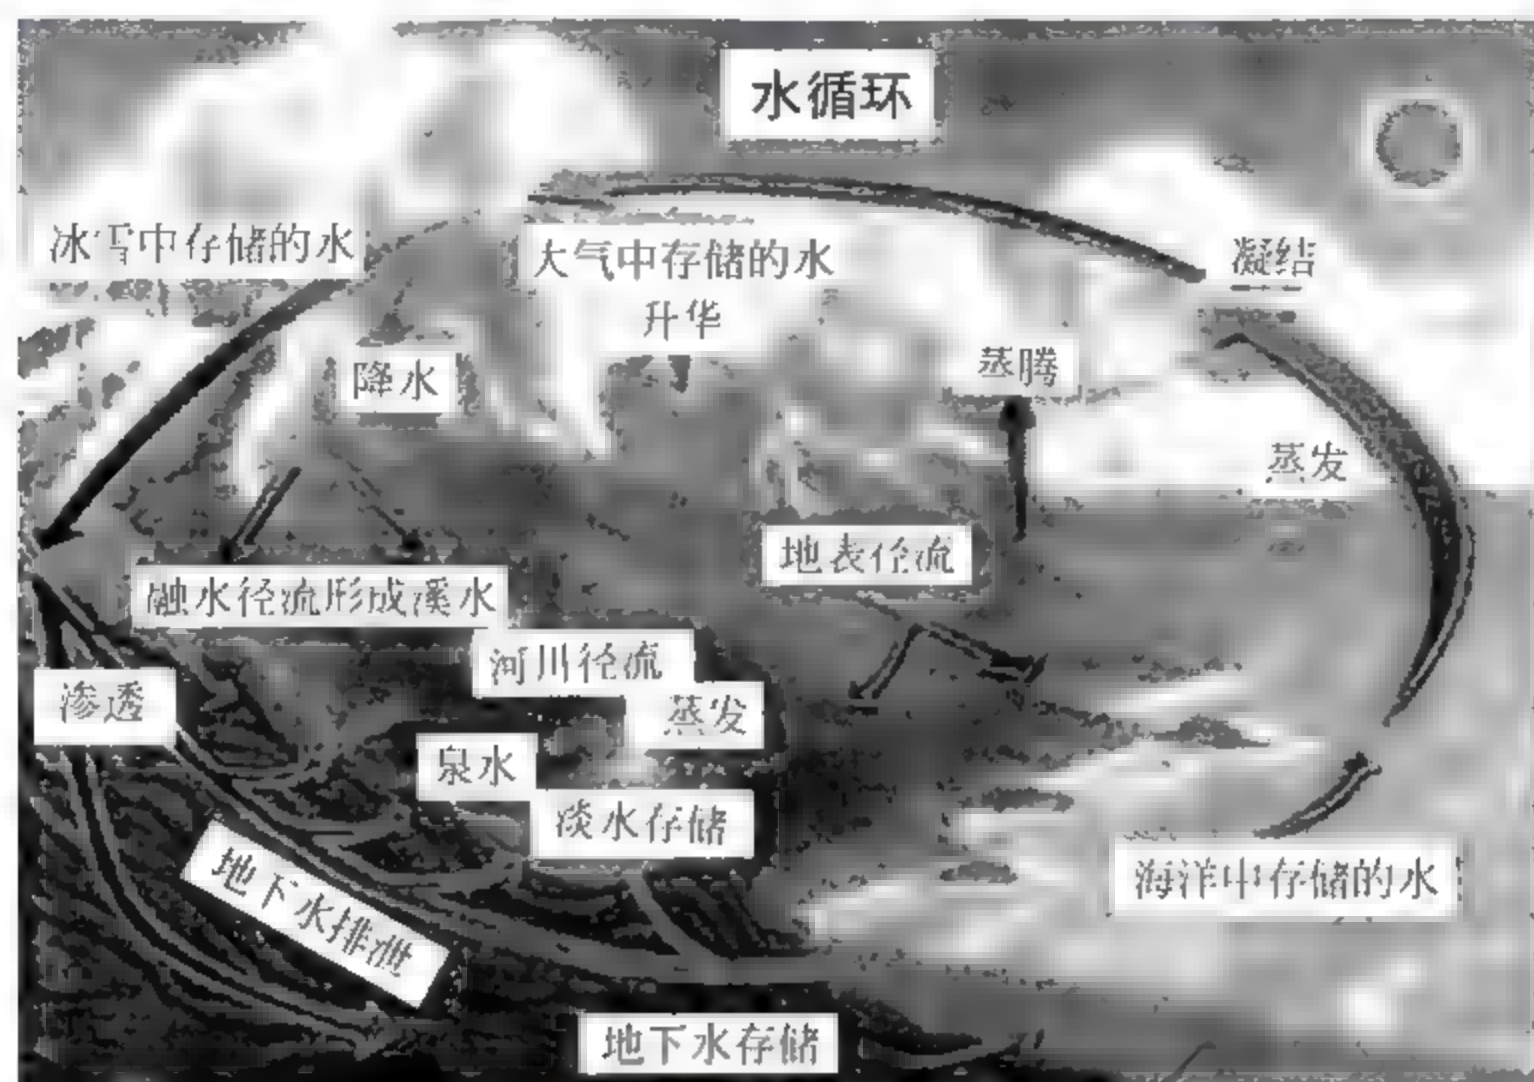 水循环
冰雪中存储的水
大气中存储的水
升华
凝结
降水
蒸腾
蒸发
地表径流
融水径流形成溪水
河川径流
蒸发
渗透
泉水
淡水存储
地下水排泄
海洋中存储的水
地下水存储